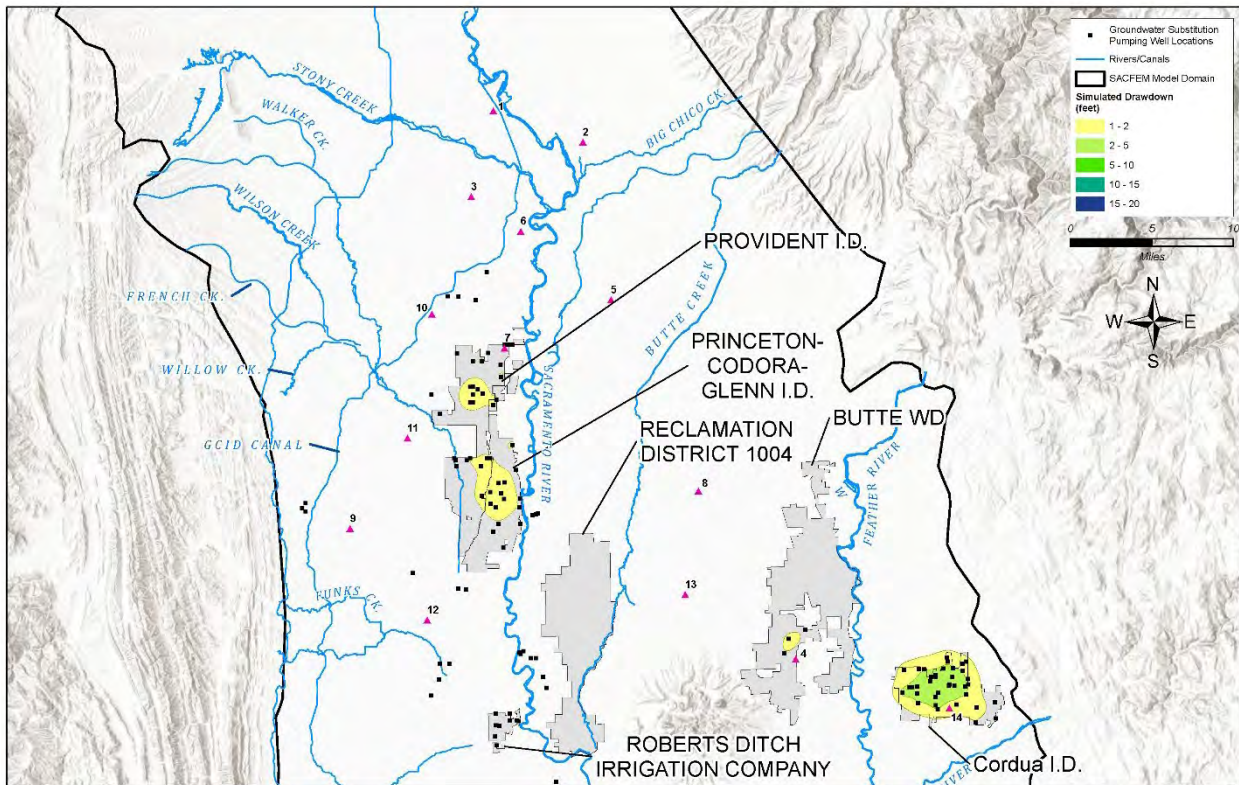 Groundwater Substitution
Pumping Well Locations
Rivers/Canals
SACFEM Model Domain
Simulated Drawdown
(feet)
1 - 2
2 - 5
5 - 10
10 - 15
15 - 20
0
5
10
Miles
N
W
E
S
STONY CREEK
WALKER CK.
WILSON CREEK
FRENCH CK.
WILLOW CK.
GCID CANAL
FUNKS CK.
BIG CHICO CK.
BUTTE CREEK
SACRAMENTO RIVER
FEATHER RIVER
W
RIVER
1
2
3
6
5
10
7
11
8
9
13
12
4
14
PROVIDENT I.D.
PRINCETON-
CODORA-
GLENN I.D.
RECLAMATION
DISTRICT 1004
BUTTE WD
ROBERTS DITCH
IRRIGATION COMPANY
Cordua I.D.